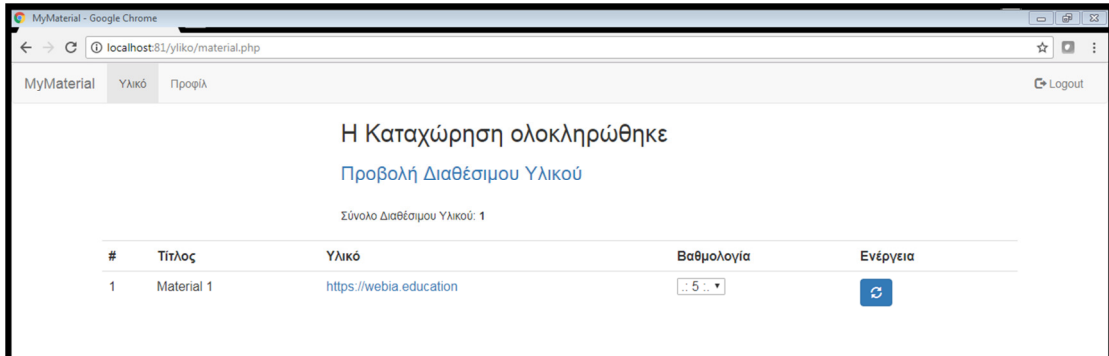 MyMaterial - Google Chrome
localhost:81/yliko/material.php
MyMaterial Υλικό Προφίλ Logout
Η Καταχώρηση ολοκληρώθηκε
Προβολή Διαθέσιμου Υλικού
Σύνολο Διαθέσιμου Υλικού: 1
# Τίτλος Υλικό Βαθμολογία Ενέργεια
1 Material 1 https://webia.education .: 5 :.